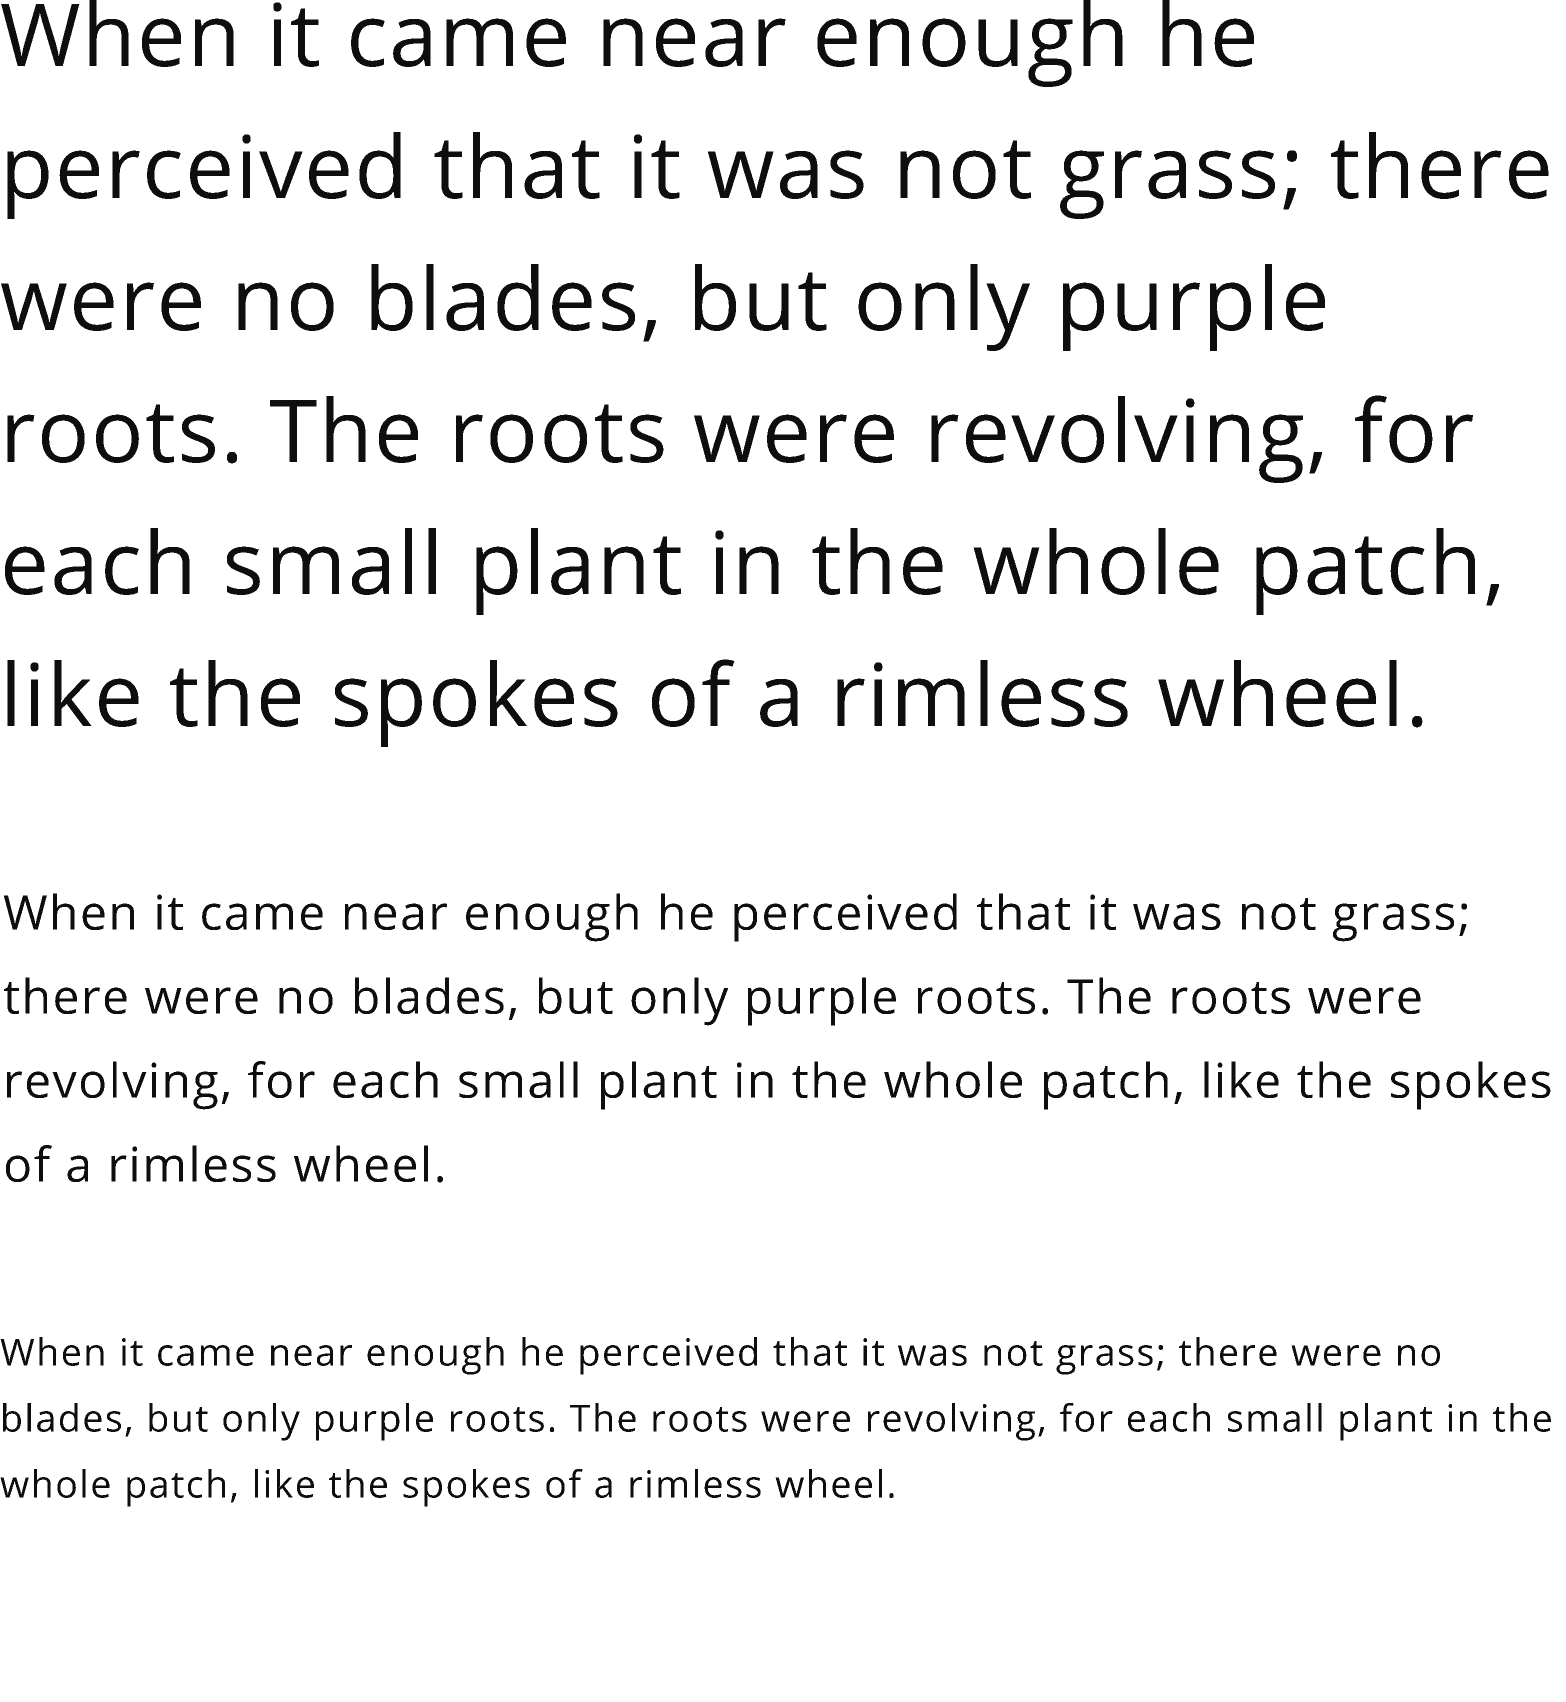 When it came near enough he
perceived that it was not grass; there
were no blades, but only purple
roots. The roots were revolving, for
each small plant in the whole patch,
like the spokes of a rimless wheel.
When it came near enough he perceived that it was not grass;
there were no blades, but only purple roots. The roots were
revolving, for each small plant in the whole patch, like the spokes
of a rimless wheel.
When it came near enough he perceived that it was not grass; there were no
blades, but only purple roots. The roots were revolving, for each small plant in the
whole patch, like the spokes of a rimless wheel.